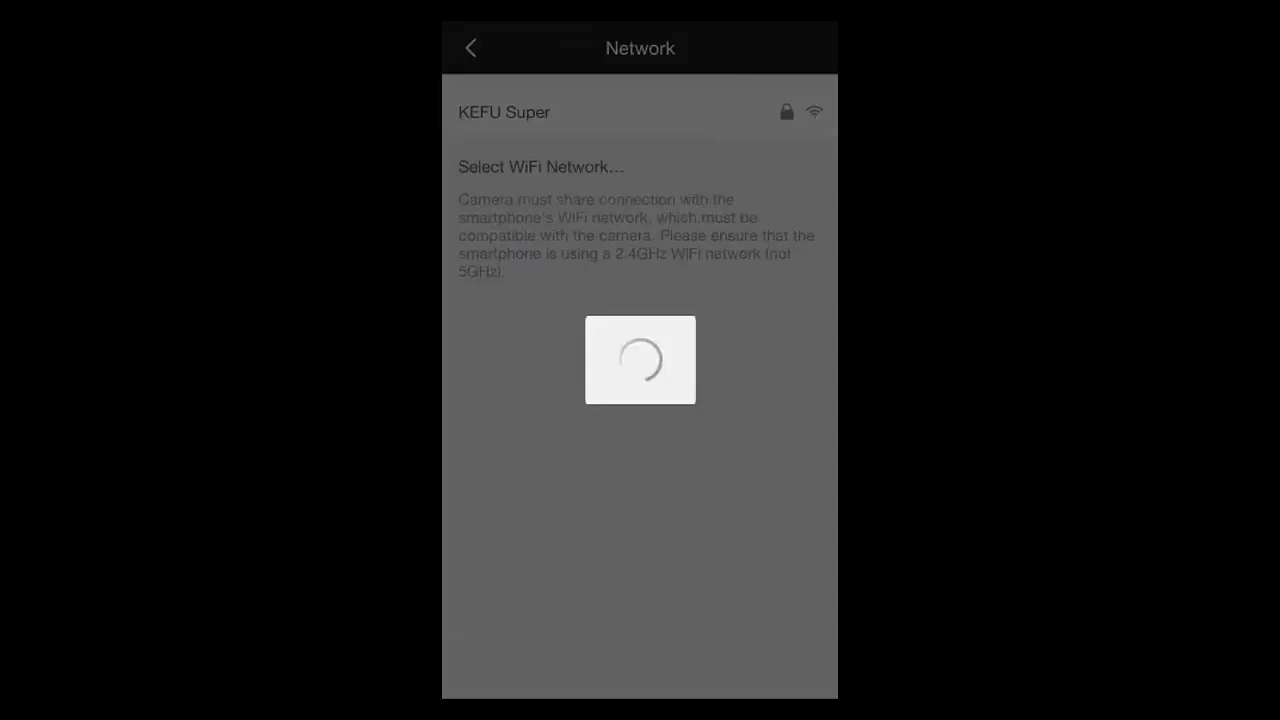 Network
KEFU Super
Select WiFi Network...
Camera must share connection with the
smartphone's WiFi network, which must be
compatible with the camera. Please ensure that the
smartphone is using a 2.4GHz WiFi network (not
5GHz).